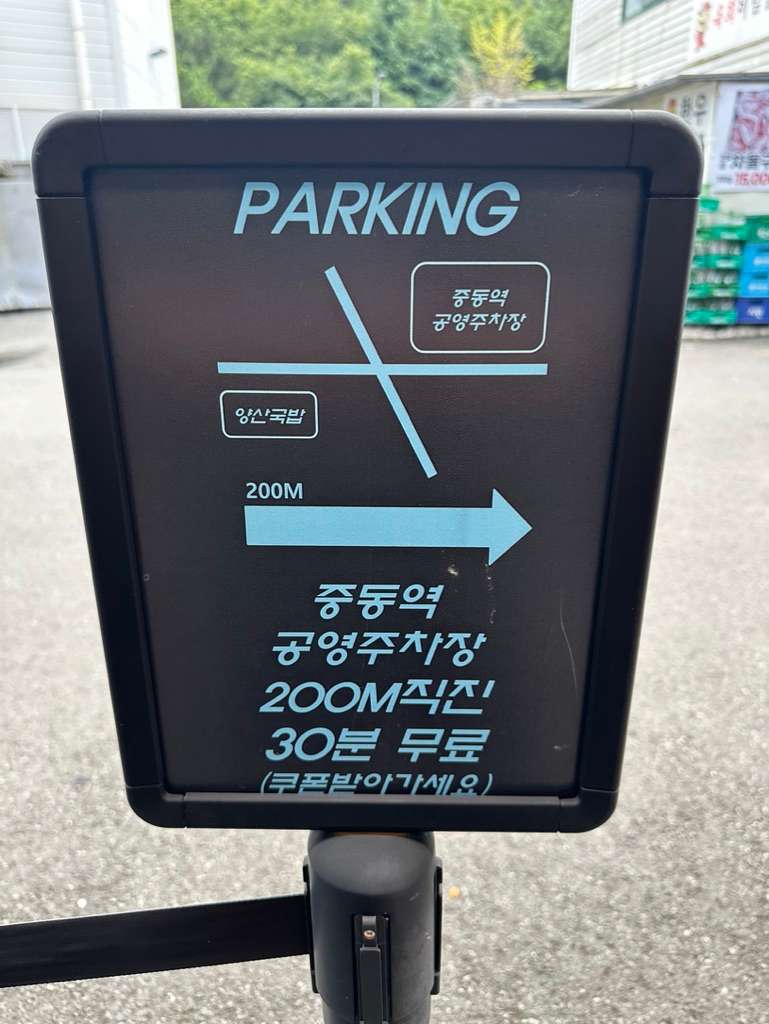 PARKING
중동역
공영주차장
양산국밥
200M
중동역
공영주차장
200M직진
30분 무료
(쿠폰받아가세요)
15,000